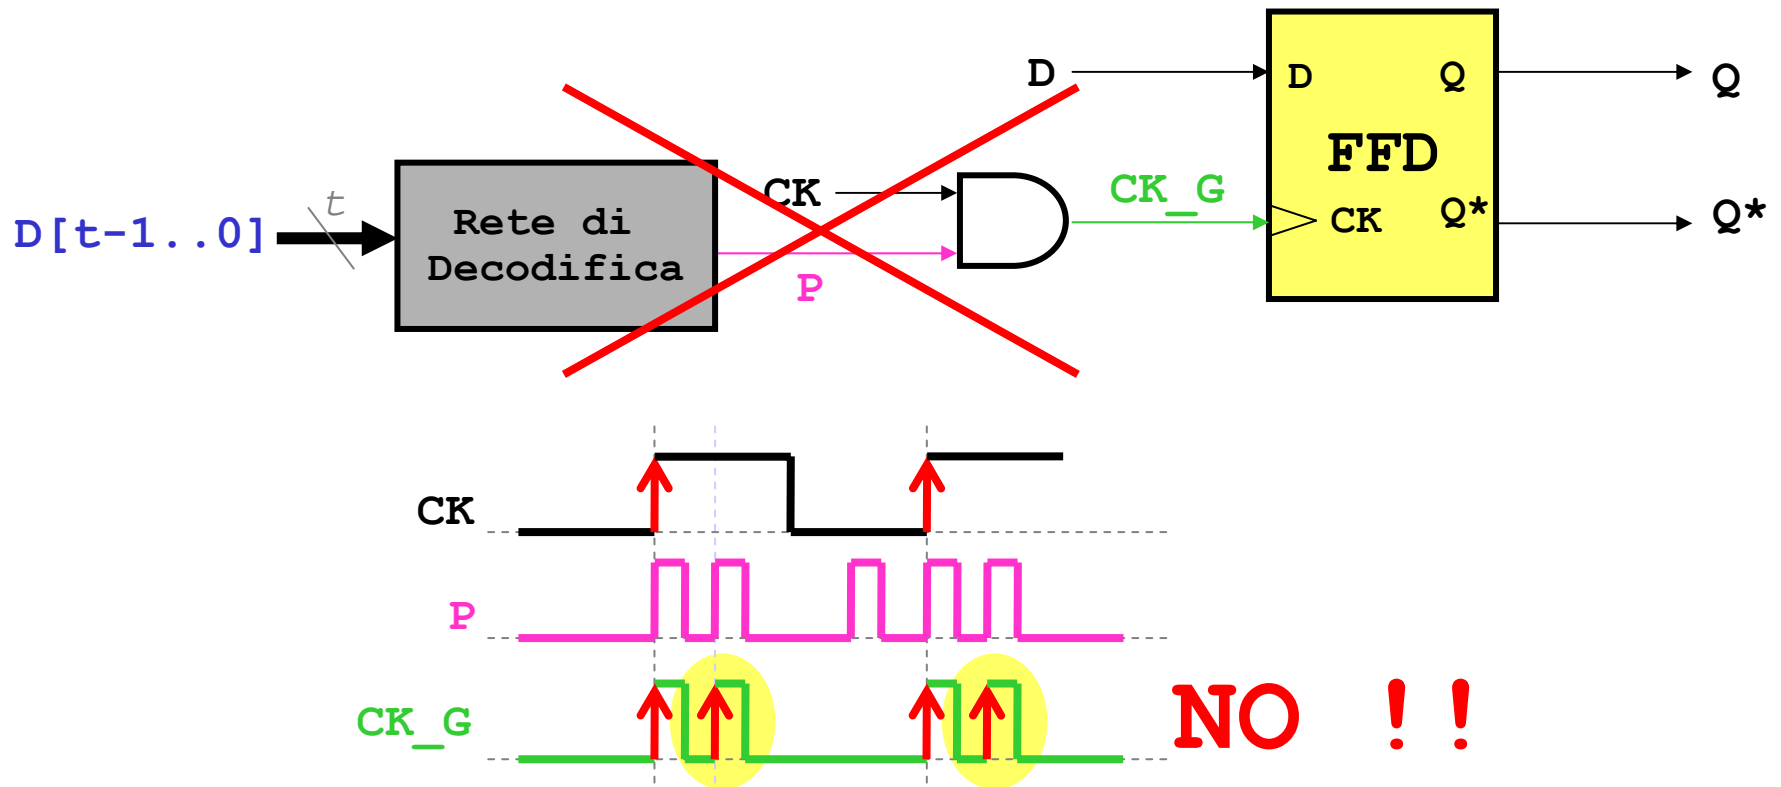 D
D
Q
Q
FFD
CK
CK_G
t
D[t-1..0]
Rete di
Decodifica
P
CK
Q*
Q*
CK
P
CK_G
NO !!